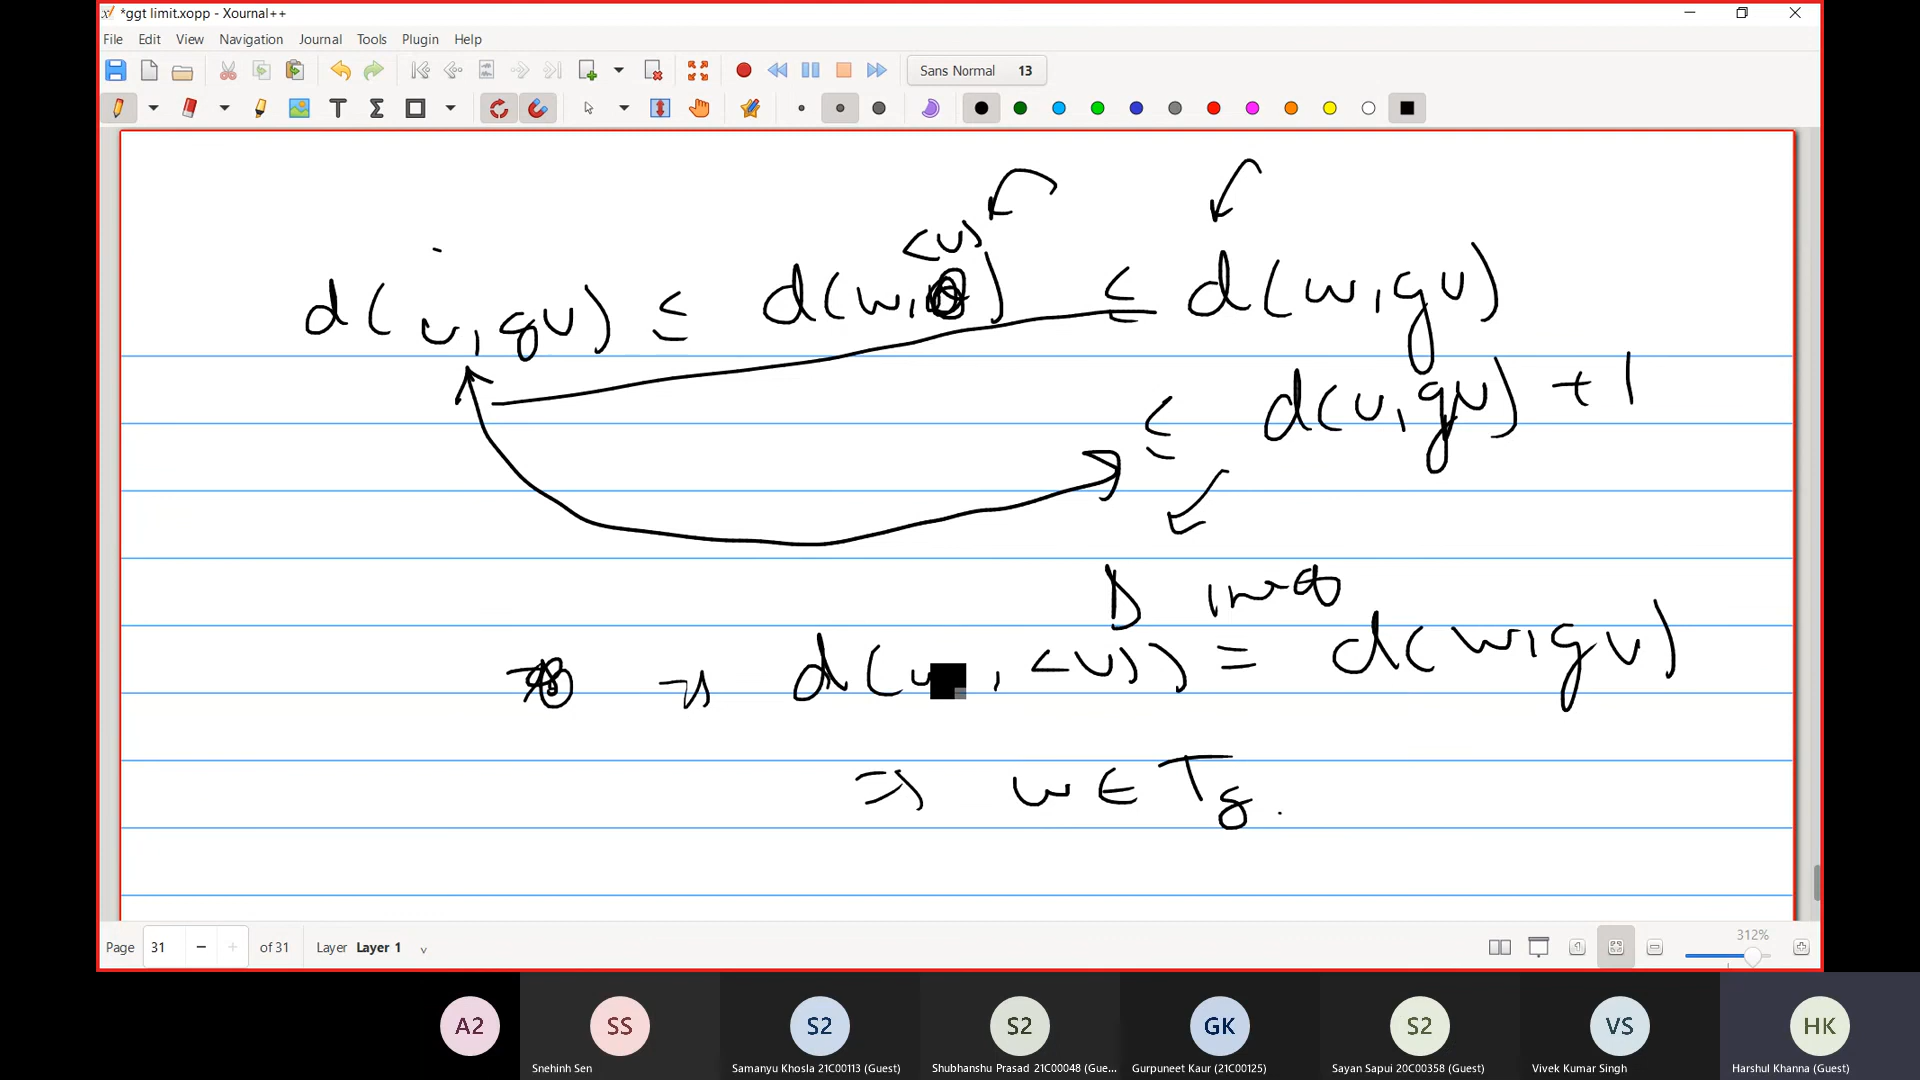 *ggt limit.xopp - Xournal++
File Edit View Navigation Journal Tools Plugin Help
Sans Normal 13
<v>
d(v, gv) ≤ d(w, ) ≤ d(w, gv)
≤ d(v, gv) + 1
Δ
⇒ d( , <v>) = d(w, gv)
⇒ w ∈ Tg.
Page 31 of 31 Layer Layer 1 312%
A2 SS S2 S2 GK S2 VS HK
Snehinh Sen Samanyu Khosla 21C00113 (Guest) Shubhanshu Prasad 21C00048 (Gue... Gurpuneet Kaur (21C00125) Sayan Sapui 20C00358 (Guest) Vivek Kumar Singh Harshul Khanna (Guest)